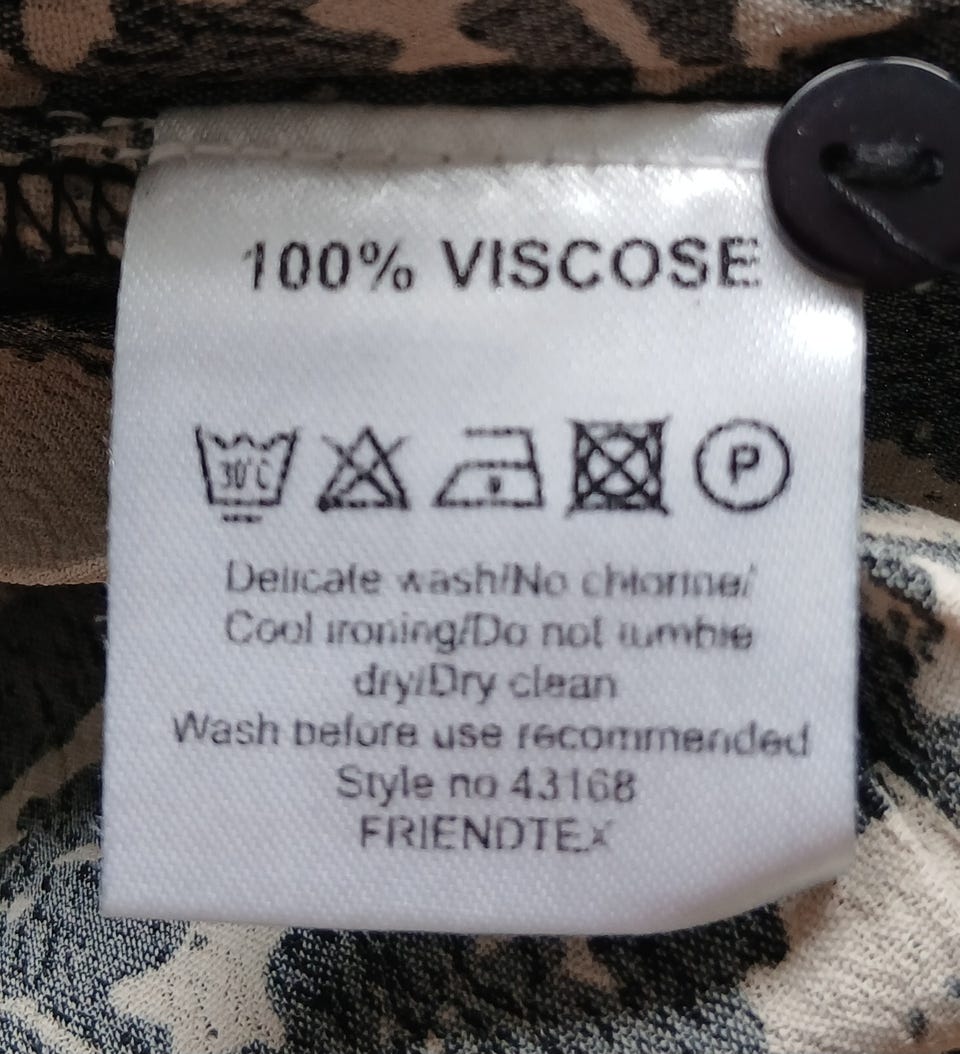 100% VISCOSE
30°C P
Delicate wash/No chlorine/
Cool ironing/Do not tumble
dry/Dry clean
Wash before use recommended
Style no 43168
FRIENDTEX